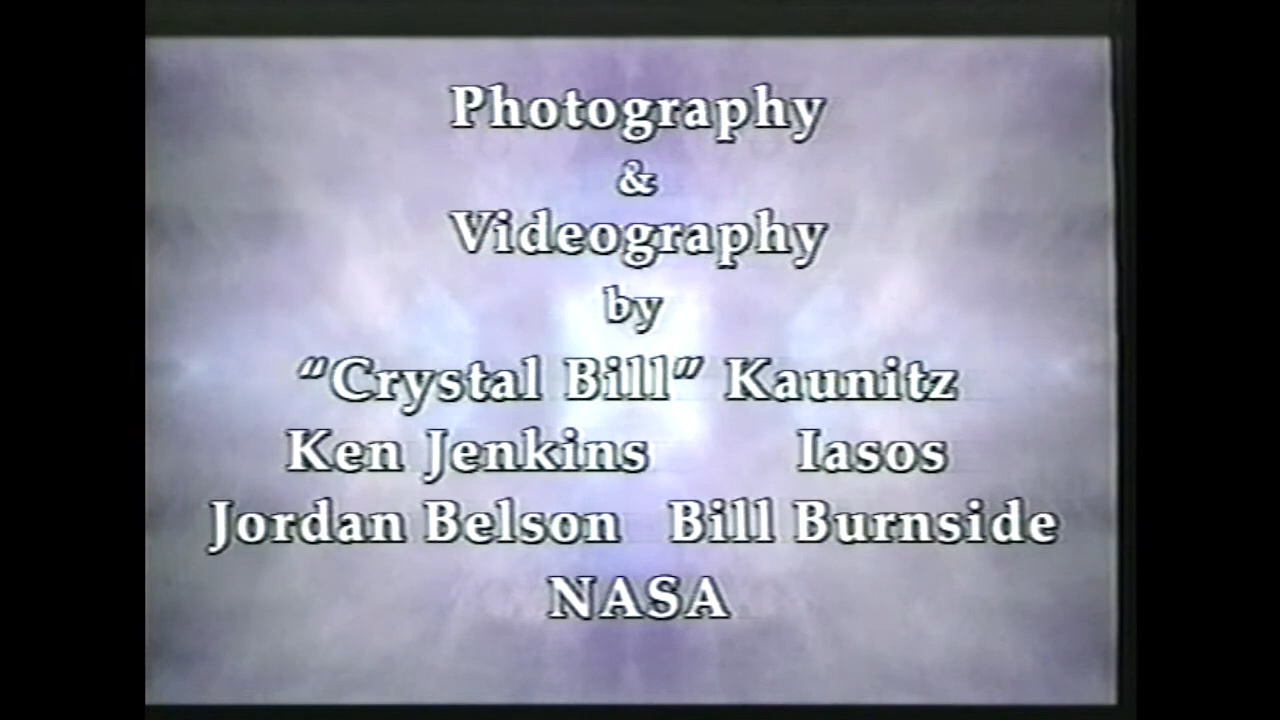 Photography
&
Videography
by
“Crystal Bill” Kaunitz
Ken Jenkins Iasos
Jordan Belson Bill Burnside
NASA